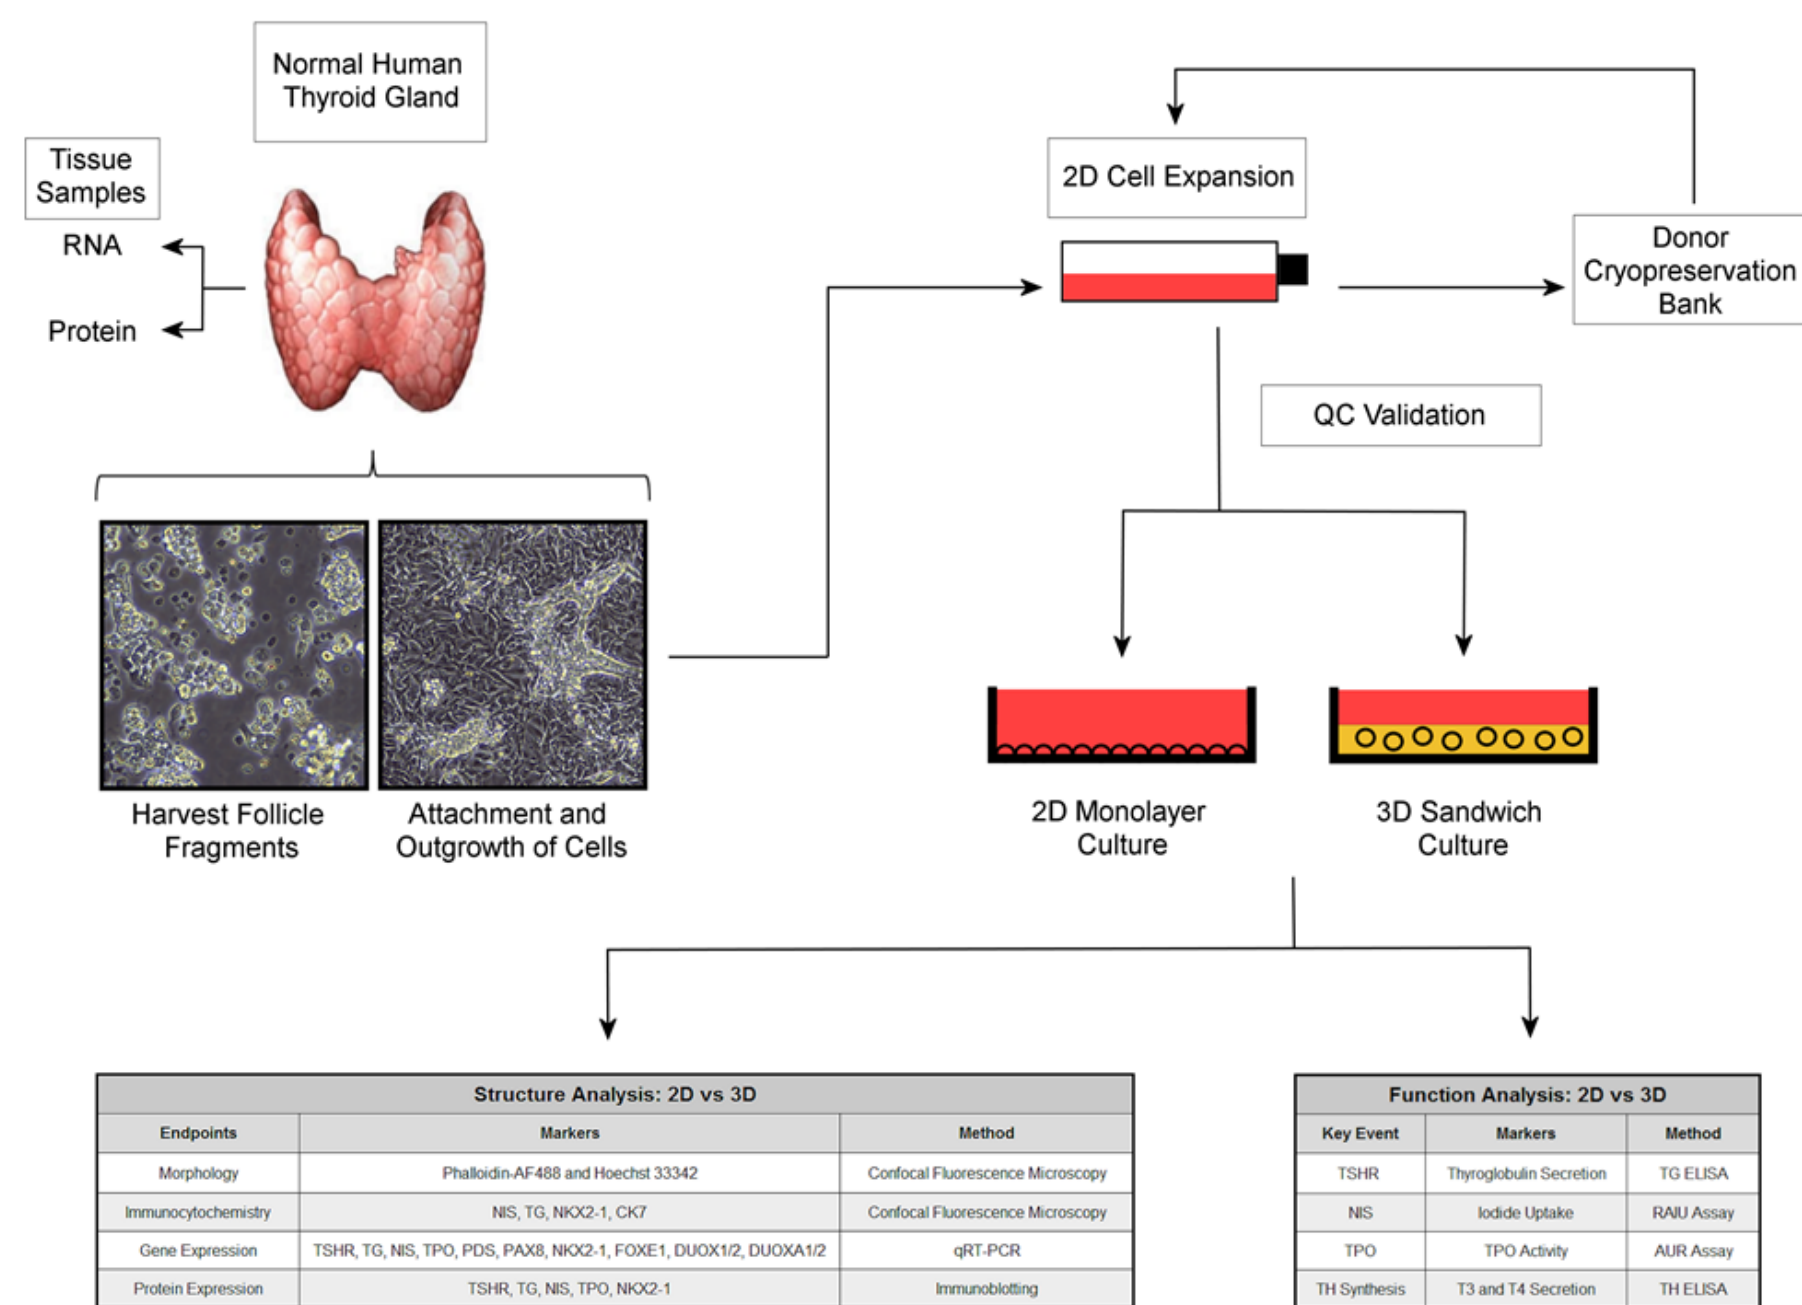 Normal Human
Thyroid Gland
Tissue
Samples
RNA
Protein
2D Cell Expansion
Donor
Cryopreservation
Bank
QC Validation
Harvest Follicle
Fragments
Attachment and
Outgrowth of Cells
2D Monolayer
Culture
3D Sandwich
Culture
Structure Analysis: 2D vs 3D
Endpoints Markers Method
Morphology Phalloidin-AF488 and Hoechst 33342 Confocal Fluorescence Microscopy
Immunocytochemistry NIS, TG, NKX2-1, CK7 Confocal Fluorescence Microscopy
Gene Expression TSHR, TG, NIS, TPO, PDS, PAX8, NKX2-1, FOXE1, DUOX1/2, DUOXA1/2 qRT-PCR
Protein Expression TSHR, TG, NIS, TPO, NKX2-1 Immunoblotting
Function Analysis: 2D vs 3D
Key Event Markers Method
TSHR Thyroglobulin Secretion TG ELISA
NIS Iodide Uptake RAIU Assay
TPO TPO Activity AUR Assay
TH Synthesis T3 and T4 Secretion TH ELISA